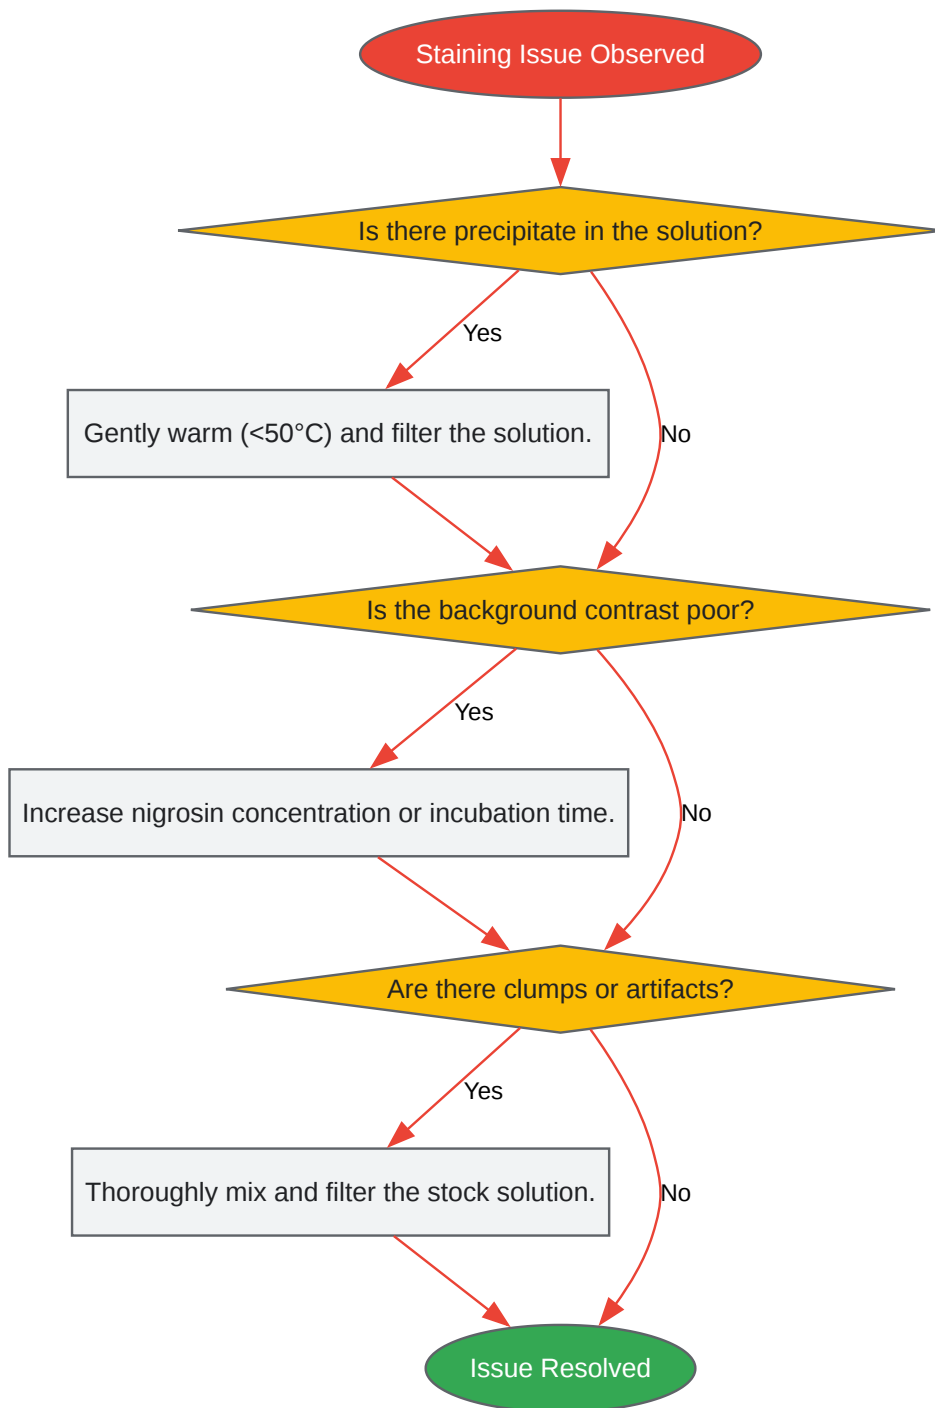 Staining Issue Observed
Is there precipitate in the solution?
Yes
Gently warm (<50°C) and filter the solution.
No
Is the background contrast poor?
Yes
Increase nigrosin concentration or incubation time.
No
Are there clumps or artifacts?
Yes
Thoroughly mix and filter the stock solution.
No
Issue Resolved